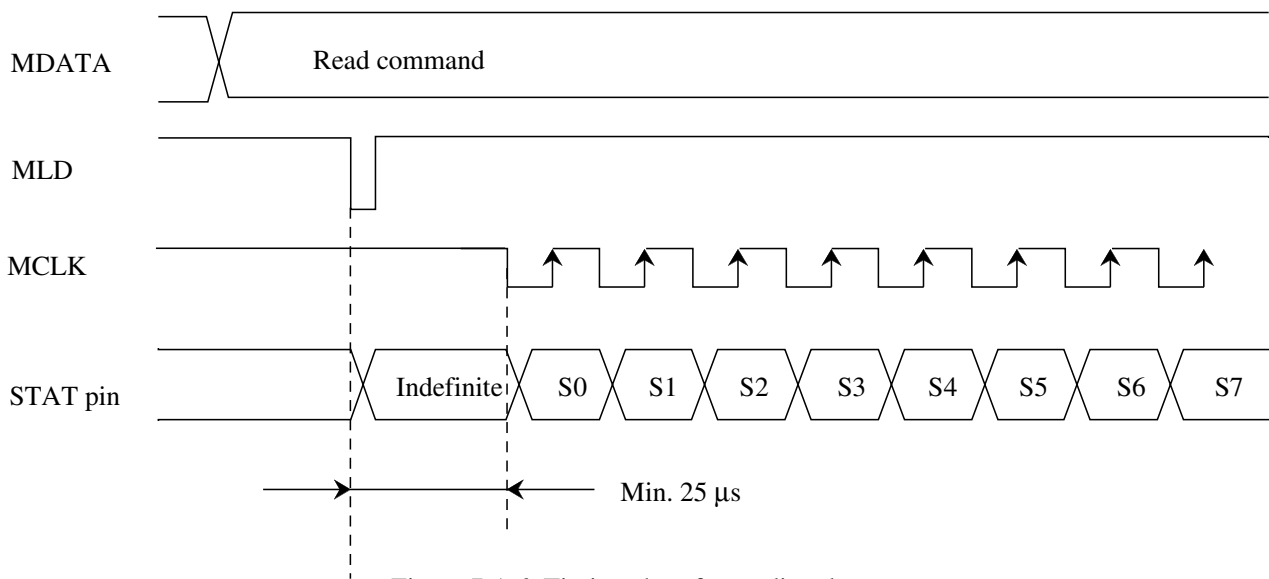 MDATA
Read command
MLD
MCLK
STAT pin
Indefinite S0 S1 S2 S3 S4 S5 S6 S7
Min. 25 µs